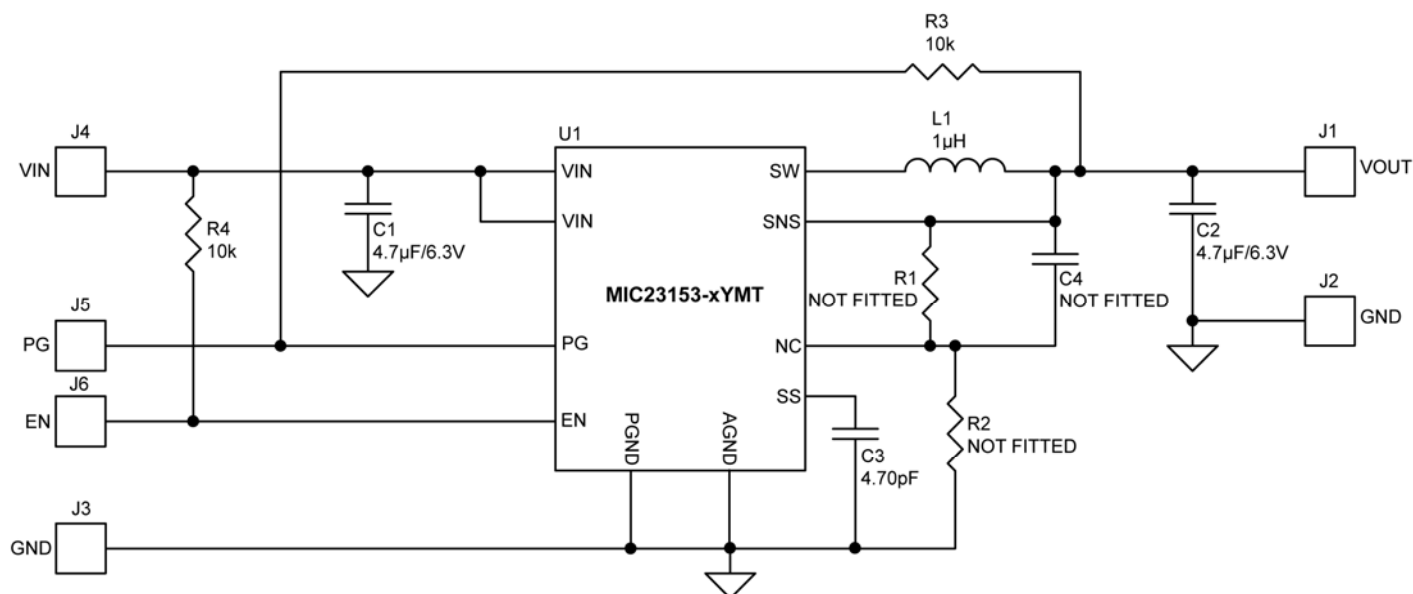 R3
10k
J4
VIN
U1
VIN
VIN
SW
L1
1µH
J1
VOUT
SNS
R4
10k
C1
4.7µF/6.3V
C2
4.7µF/6.3V
MIC23153-xYMT
R1
NOT FITTED
C4
NOT FITTED
J5
PG
PG
NC
J2
GND
J6
EN
EN
SS
PGND
AGND
C3
4.70pF
R2
NOT FITTED
J3
GND